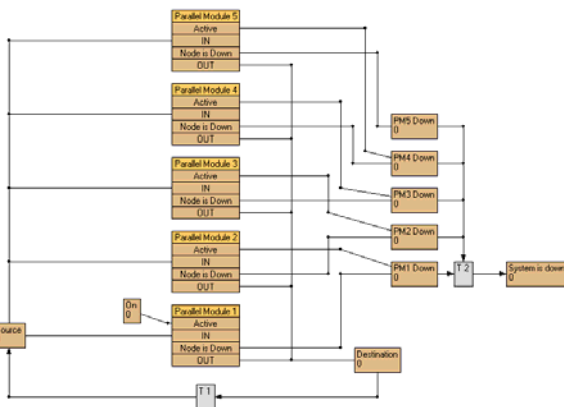 Parallel Module 5
Active
IN
Node is Down
OUT
Parallel Module 4
Active
IN
Node is Down
OUT
PM5 Down
0
PM4 Down
0
Parallel Module 3
Active
IN
Node is Down
OUT
PM3 Down
0
PM2 Down
0
Parallel Module 2
Active
IN
Node is Down
OUT
PM1 Down
0
T 2
System is down
0
On
0
Parallel Module 1
Active
IN
Node is Down
OUT
ource
Destination
0
T 1